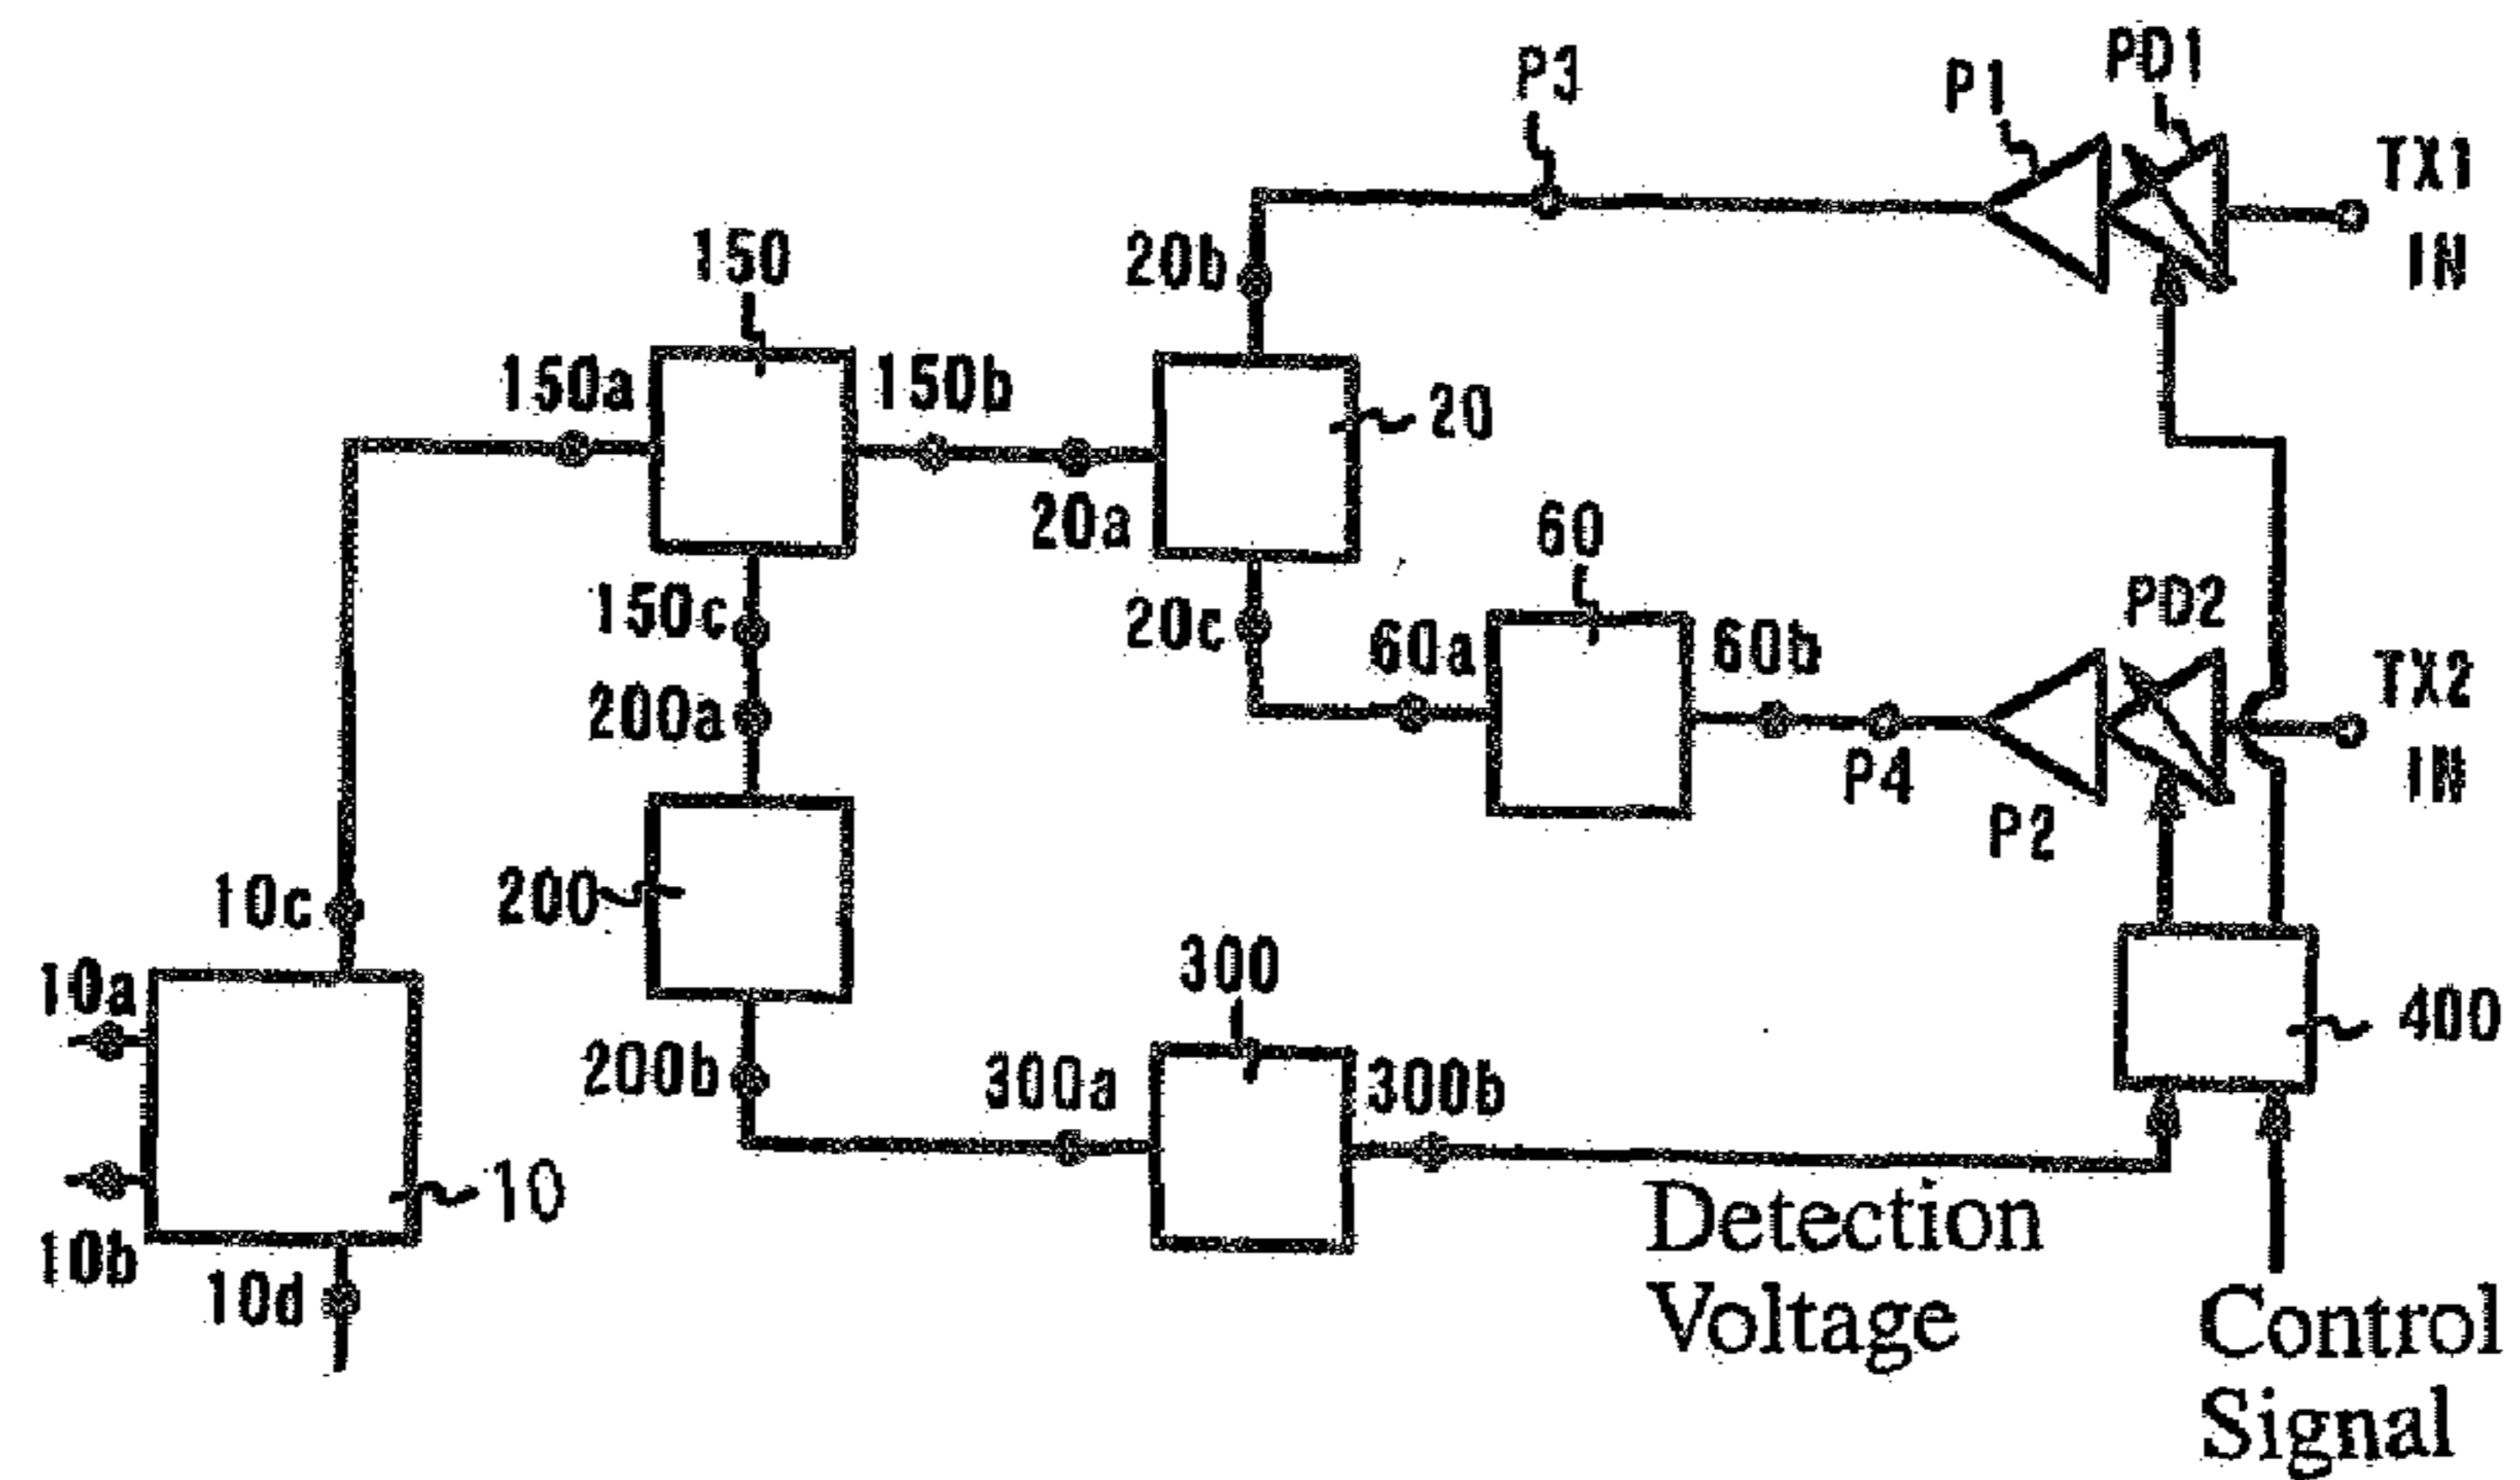 P3
P1
PD1
TX1
IN
150
20b
150a
150b
20
20a
60
150c
20c
60a
60b
PD2
TX2
IN
200a
P4
P2
10c
200
300
400
10a
200b
300a
300b
10
10b
10d
Detection
Voltage
Control
Signal